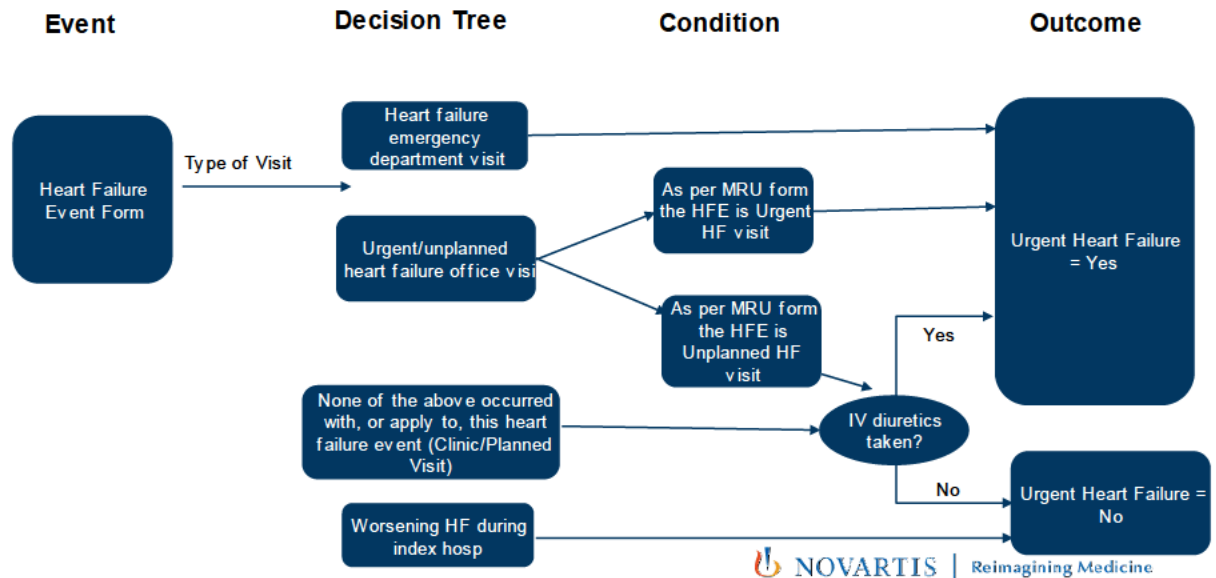 Event
Decision Tree
Condition
Outcome
Heart Failure
Event Form
Type of Visit
Heart failure
emergency
department visit
Urgent/unplanned
heart failure office visi
As per MRU form
the HFE is Urgent
HF visit
As per MRU form
the HFE is
Unplanned HF
visit
None of the above occurred
with, or apply to, this heart
failure event (Clinic/Planned
Visit)
Worsening HF during
index hosp
IV diuretics
taken?
Yes
No
Urgent Heart Failure
= Yes
Urgent Heart Failure =
No
NOVARTIS | Reimagining Medicine